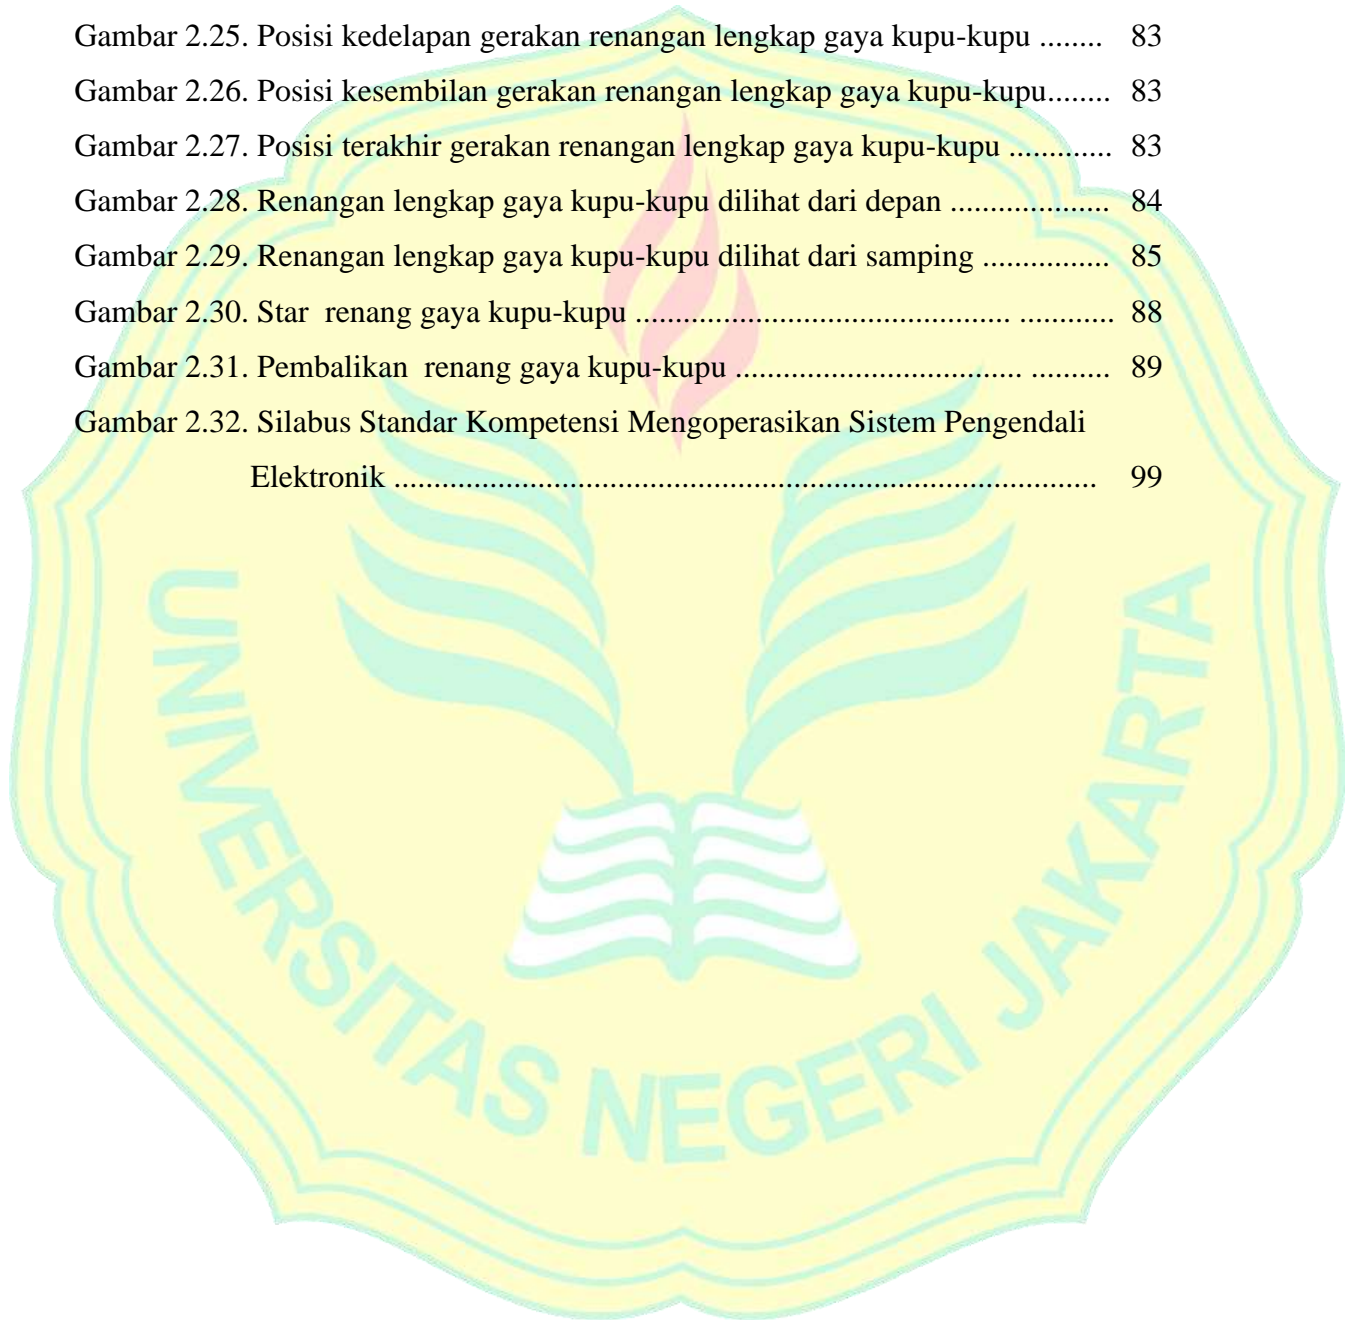 Gambar 2.25. Posisi kedelapan gerakan renangan lengkap gaya kupu-kupu ........ 83
Gambar 2.26. Posisi kesembilan gerakan renangan lengkap gaya kupu-kupu........ 83
Gambar 2.27. Posisi terakhir gerakan renangan lengkap gaya kupu-kupu ............. 83
Gambar 2.28. Renangan lengkap gaya kupu-kupu dilihat dari depan .................... 84
Gambar 2.29. Renangan lengkap gaya kupu-kupu dilihat dari samping ................ 85
Gambar 2.30. Star  renang gaya kupu-kupu ............................................... ............ 88
Gambar 2.31. Pembalikan  renang gaya kupu-kupu .................................... .......... 89
Gambar 2.32. Silabus Standar Kompetensi Mengoperasikan Sistem Pengendali
Elektronik ........................................................................................ 99
UNIVERSITAS NEGERI JAKARTA